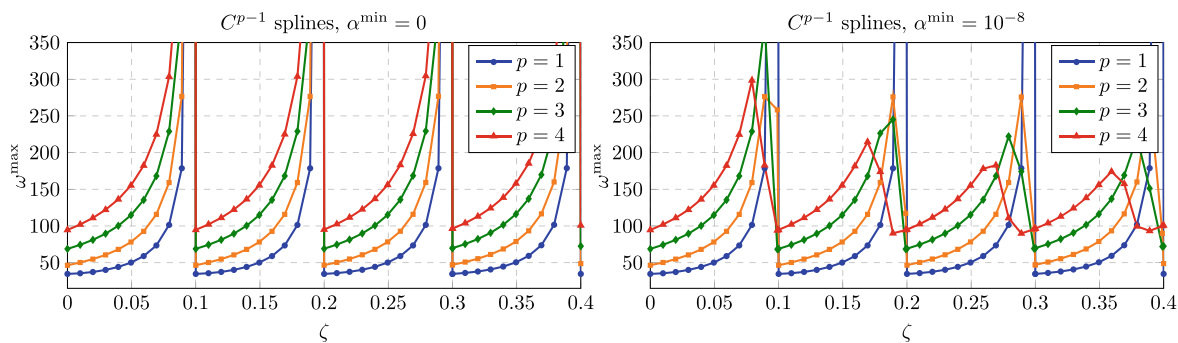 C^{p-1} splines, α^{min} = 0
350
300
250
200
150
100
50
ω^{max}
0
0.05
0.1
0.15
0.2
0.25
0.3
0.35
0.4
ζ
p = 1
p = 2
p = 3
p = 4
C^{p-1} splines, α^{min} = 10^{-8}
350
300
250
200
150
100
50
ω^{max}
0
0.05
0.1
0.15
0.2
0.25
0.3
0.35
0.4
ζ
p = 1
p = 2
p = 3
p = 4